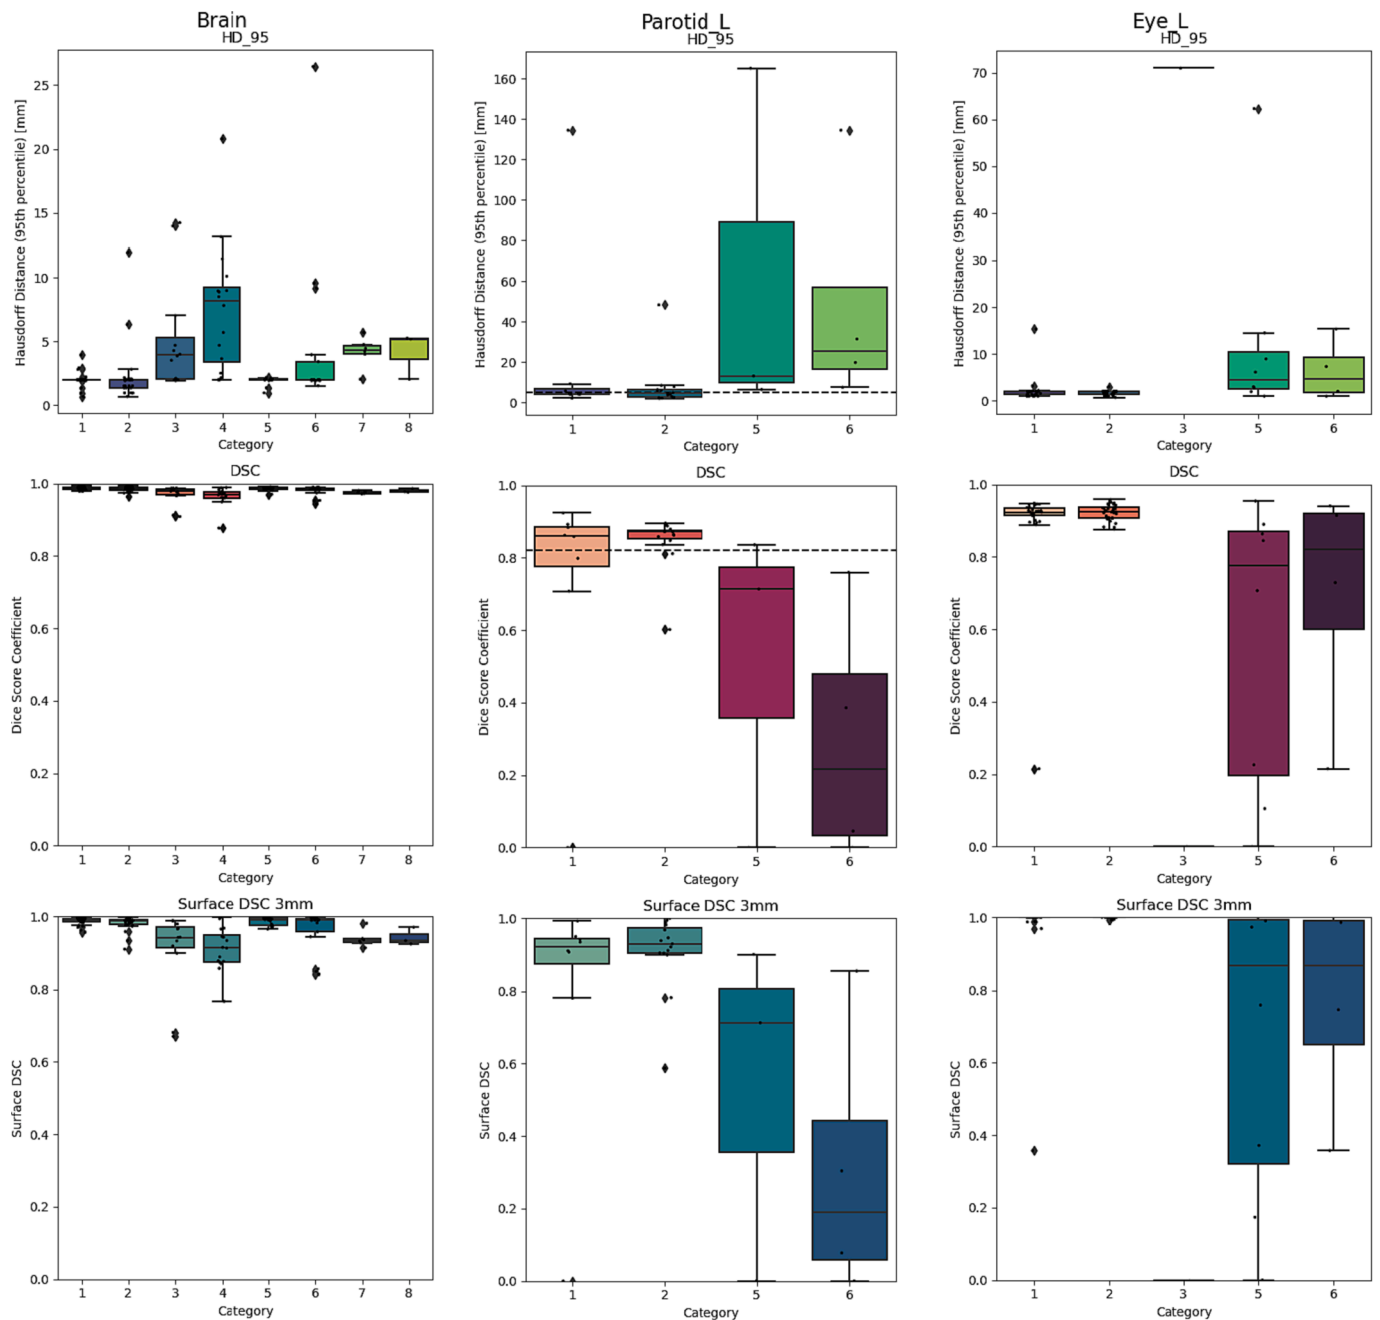 Brain
HD_95
Hausdorff Distance (95th percentile) [mm]
25
20
15
10
5
0
1 2 3 4 5 6 7 8
Category
Parotid_L
HD_95
Hausdorff Distance (95th percentile) [mm]
160
140
120
100
80
60
40
20
0
1 2 5 6
Category
Eye_L
HD_95
Hausdorff Distance (95th percentile) [mm]
70
60
50
40
30
20
10
0
1 2 3 5 6
Category
DSC
Dice Score Coefficient
1.0
0.8
0.6
0.4
0.2
0.0
1 2 3 4 5 6 7 8
Category
DSC
Dice Score Coefficient
1.0
0.8
0.6
0.4
0.2
0.0
1 2 5 6
Category
DSC
Dice Score Coefficient
1.0
0.8
0.6
0.4
0.2
0.0
1 2 3 5 6
Category
Surface DSC 3mm
Surface DSC
1.0
0.8
0.6
0.4
0.2
0.0
1 2 3 4 5 6 7 8
Category
Surface DSC 3mm
Surface DSC
1.0
0.8
0.6
0.4
0.2
0.0
1 2 5 6
Category
Surface DSC 3mm
Surface DSC
1.0
0.8
0.6
0.4
0.2
0.0
1 2 3 5 6
Category